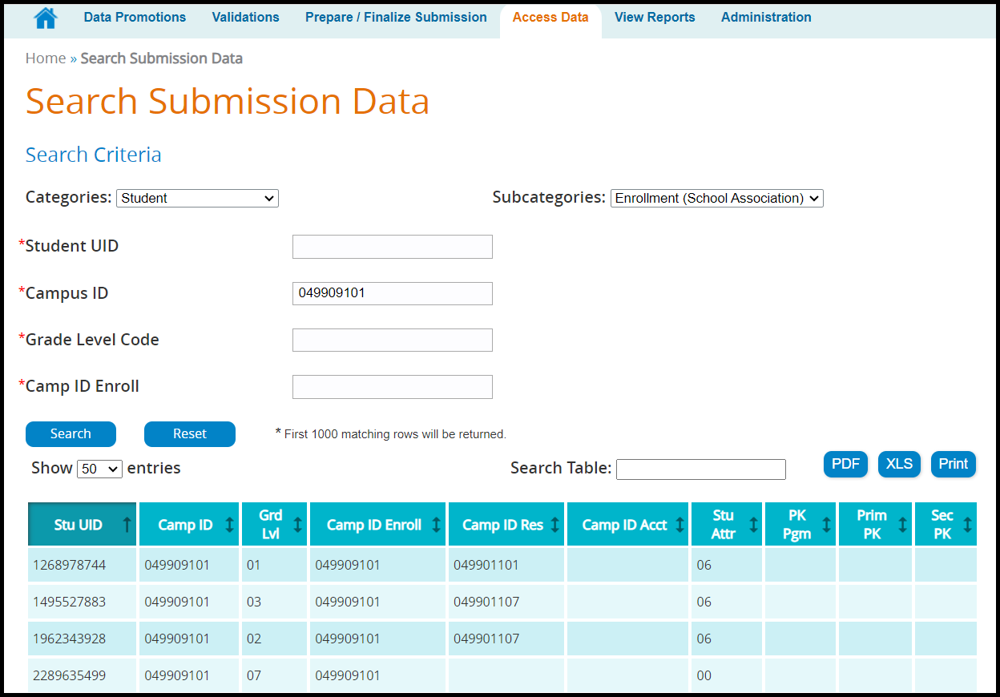 Data Promotions Validations Prepare / Finalize Submission Access Data View Reports Administration
Home » Search Submission Data
Search Submission Data
Search Criteria
Categories: Student Subcategories: Enrollment (School Association)
*Student UID
*Campus ID 049909101
*Grade Level Code
*Camp ID Enroll
Search Reset * First 1000 matching rows will be returned.
Show 50 entries Search Table: PDF XLS Print
Stu UID Camp ID Grd Lvl Camp ID Enroll Camp ID Res Camp ID Acct Stu Attr PK Pgm Prim PK Sec PK
1268978744 049909101 01 049909101 049901101 06
1495527883 049909101 03 049909101 049901107 06
1962343928 049909101 02 049909101 049901107 06
2289635499 049909101 07 049909101 00